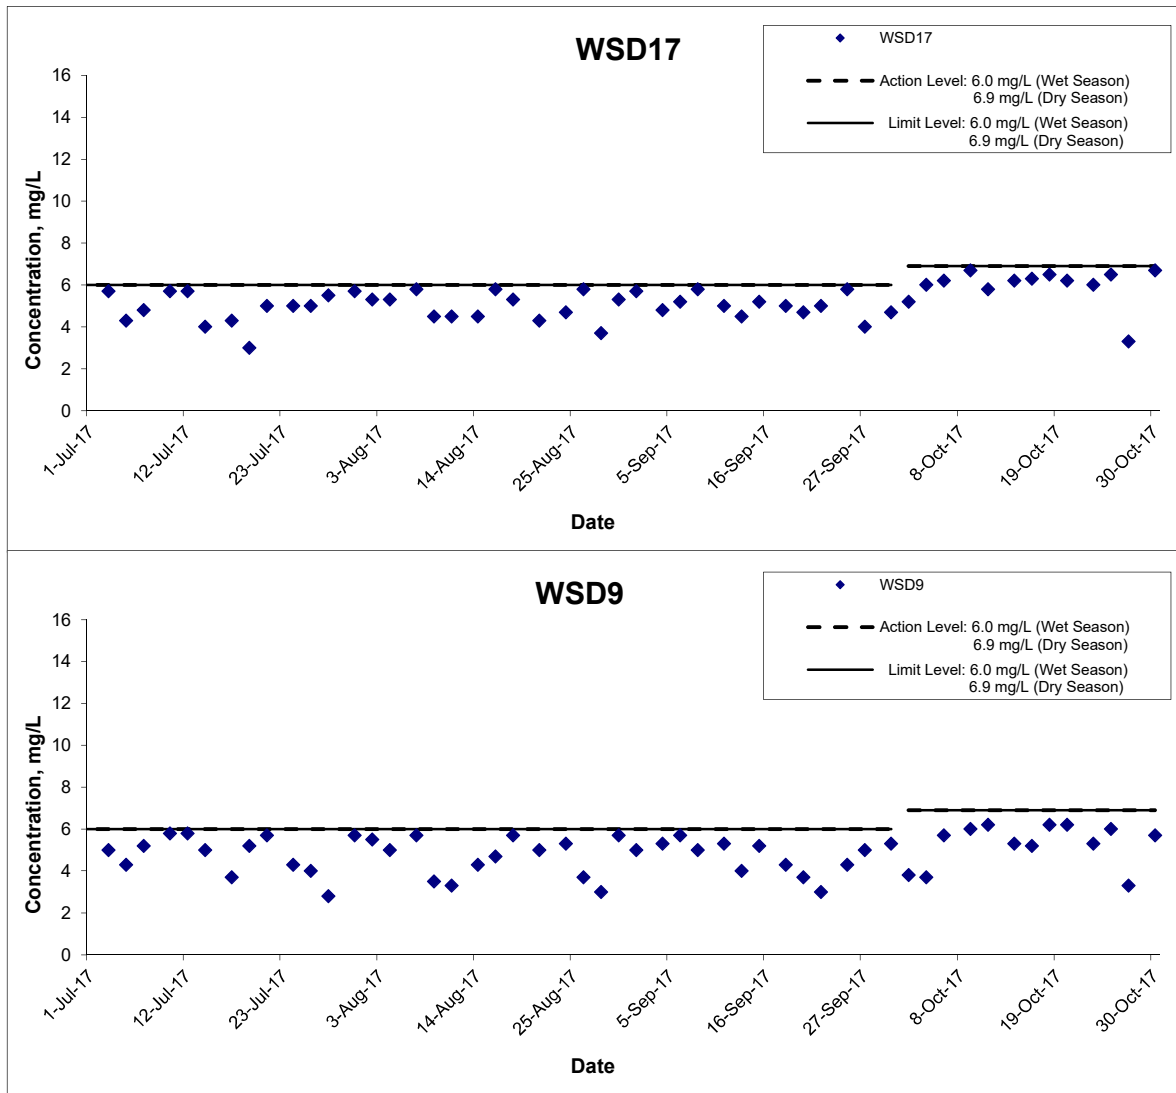 WSD17
WSD17
Action Level: 6.0 mg/L (Wet Season)
6.9 mg/L (Dry Season)
Limit Level: 6.0 mg/L (Wet Season)
6.9 mg/L (Dry Season)
Concentration, mg/L
16
14
12
10
8
6
4
2
0
1-Jul-17
12-Jul-17
23-Jul-17
3-Aug-17
14-Aug-17
25-Aug-17
5-Sep-17
16-Sep-17
27-Sep-17
8-Oct-17
19-Oct-17
30-Oct-17
Date
WSD9
WSD9
Action Level: 6.0 mg/L (Wet Season)
6.9 mg/L (Dry Season)
Limit Level: 6.0 mg/L (Wet Season)
6.9 mg/L (Dry Season)
Concentration, mg/L
16
14
12
10
8
6
4
2
0
1-Jul-17
12-Jul-17
23-Jul-17
3-Aug-17
14-Aug-17
25-Aug-17
5-Sep-17
16-Sep-17
27-Sep-17
8-Oct-17
19-Oct-17
30-Oct-17
Date